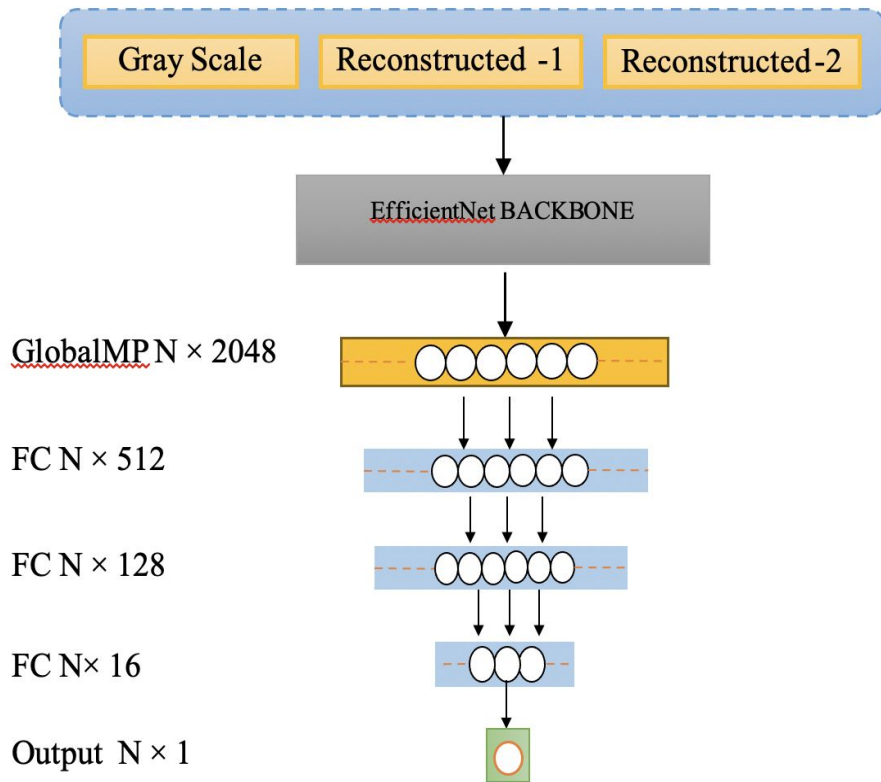 Gray Scale
Reconstructed -1
Reconstructed-2
EfficientNet BACKBONE
GlobalMP N × 2048
FC N × 512
FC N × 128
FC N× 16
Output N × 1